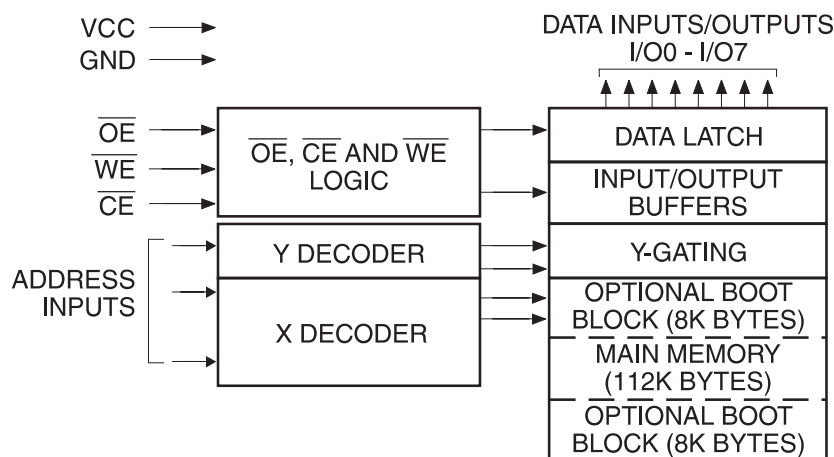 VCC
GND
OE
WE
CE
ADDRESS
INPUTS
OE, CE AND WE
LOGIC
Y DECODER
X DECODER
DATA INPUTS/OUTPUTS
I/O0 - I/O7
DATA LATCH
INPUT/OUTPUT
BUFFERS
Y-GATING
OPTIONAL BOOT
BLOCK (8K BYTES)
MAIN MEMORY
(112K BYTES)
OPTIONAL BOOT
BLOCK (8K BYTES)